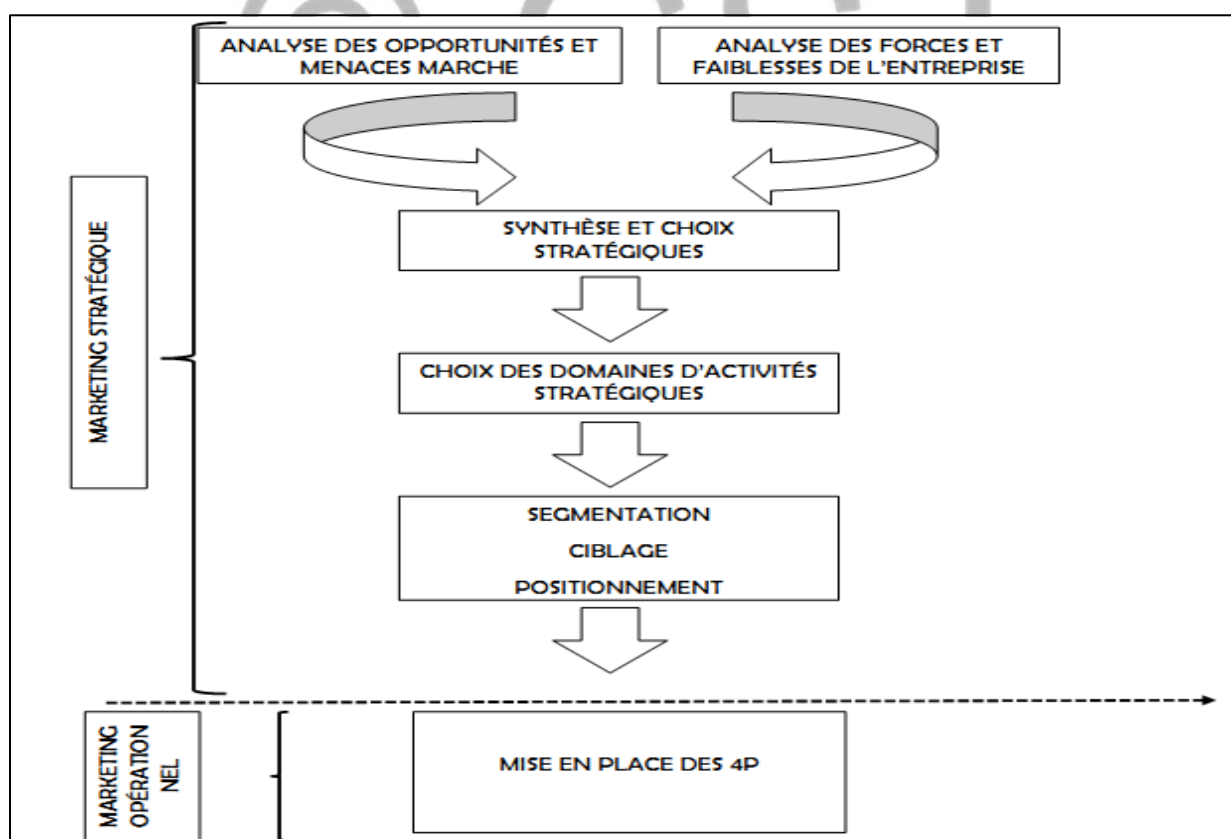 ANALYSE DES OPPORTUNITÉS ET
MENACES MARCHE
ANALYSE DES FORCES ET
FAIBLESSES DE L'ENTREPRISE
MARKETING STRATÉGIQUE
SYNTHÈSE ET CHOIX
STRATÉGIQUES
CHOIX DES DOMAINES D'ACTIVITÉS
STRATÉGIQUES
SEGMENTATION
CIBLAGE
POSITIONNEMENT
MARKETING
OPÉRATION
NEL
MISE EN PLACE DES 4P